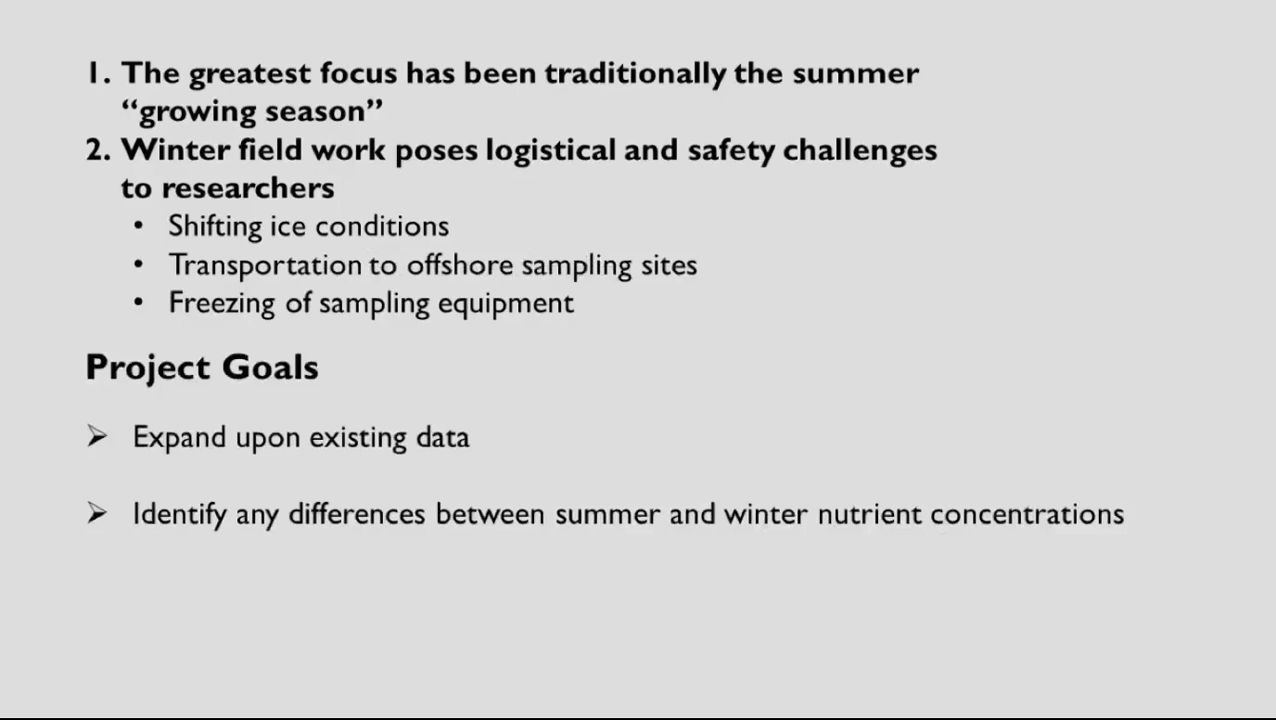 1. The greatest focus has been traditionally the summer
“growing season”
2. Winter field work poses logistical and safety challenges
to researchers
• Shifting ice conditions
• Transportation to offshore sampling sites
• Freezing of sampling equipment
Project Goals
➢ Expand upon existing data
➢ Identify any differences between summer and winter nutrient concentrations